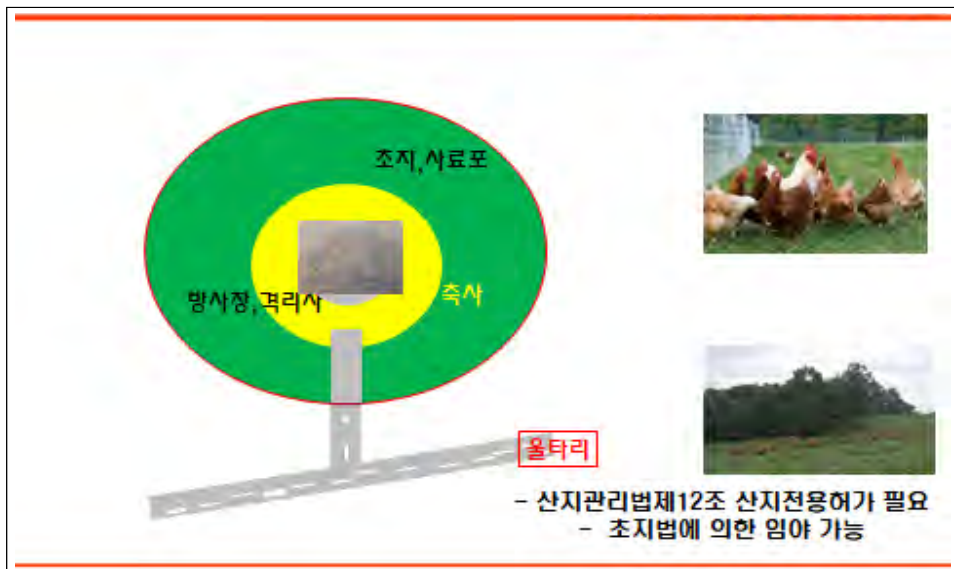 초지,사료포
방사장,격리사
축사
울타리
- 산지관리법제12조 산지전용허가 필요
- 초지법에 의한 임야 가능